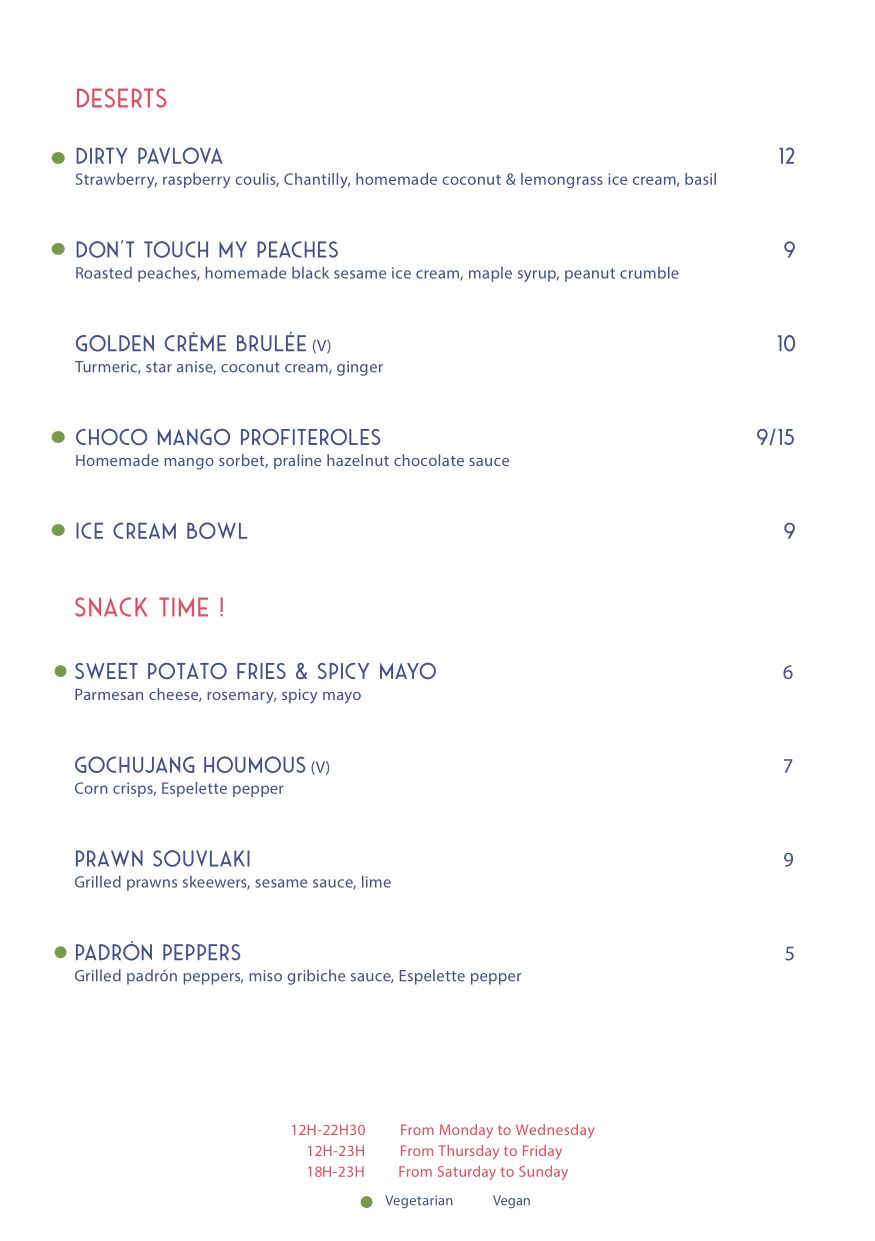 DESERTS
DIRTY PAVLOVA 12
Strawberry, raspberry coulis, Chantilly, homemade coconut & lemongrass ice cream, basil
DON'T TOUCH MY PEACHES 9
Roasted peaches, homemade black sesame ice cream, maple syrup, peanut crumble
GOLDEN CRÈME BRULÉE (V) 10
Turmeric, star anise, coconut cream, ginger
CHOCO MANGO PROFITEROLES 9/15
Homemade mango sorbet, praline hazelnut chocolate sauce
ICE CREAM BOWL 9
SNACK TIME !
SWEET POTATO FRIES & SPICY MAYO 6
Parmesan cheese, rosemary, spicy mayo
GOCHUJANG HOUMOUS (V) 7
Corn crisps, Espelette pepper
PRAWN SOUVLAKI 9
Grilled prawns skeewers, sesame sauce, lime
PADRÓN PEPPERS 5
Grilled padrón peppers, miso gribiche sauce, Espelette pepper
12H-22H30 From Monday to Wednesday
12H-23H From Thursday to Friday
18H-23H From Saturday to Sunday
Vegetarian Vegan